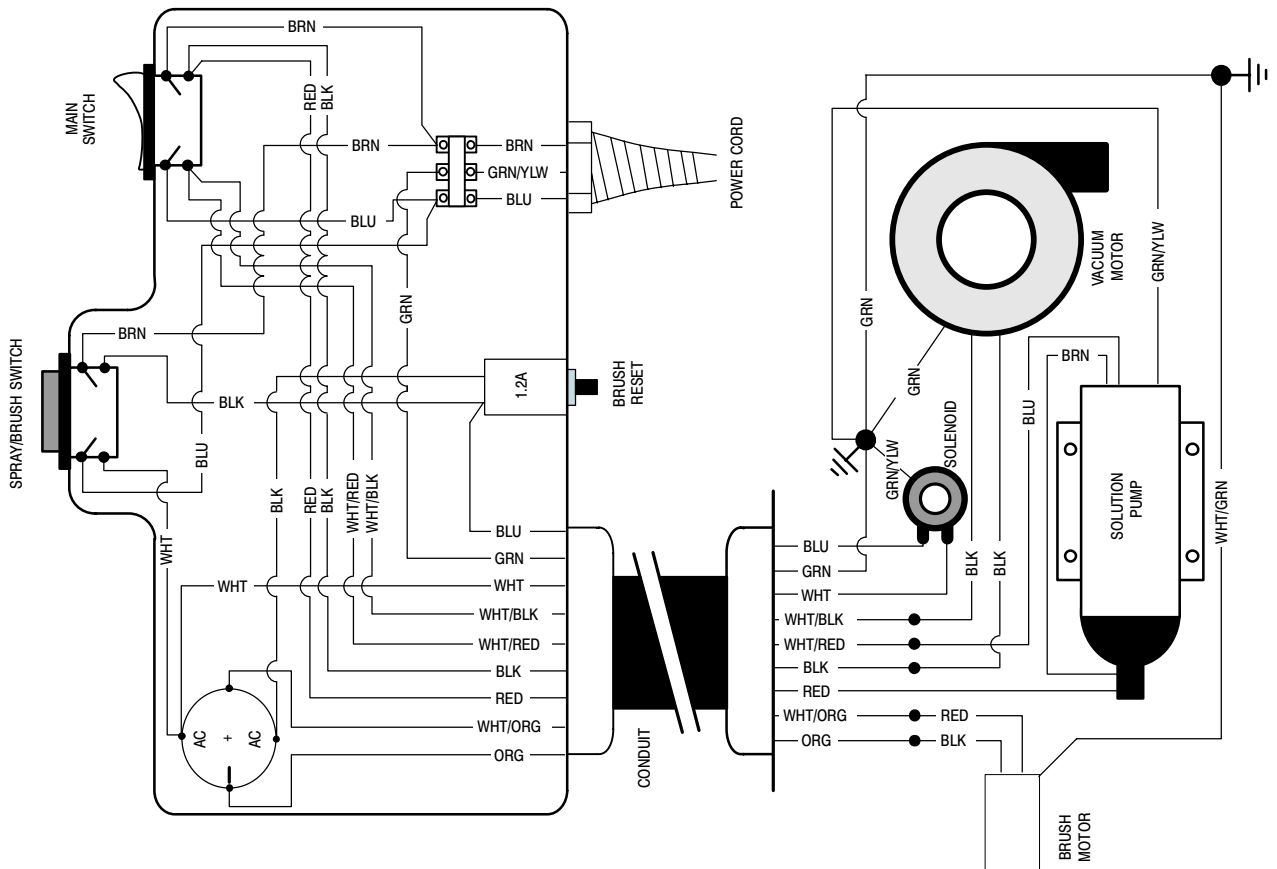 BRN
MAIN
SWITCH
RED
BLK
BRN
BRN
GRN/YLW
BLU
BLU
POWER CORD
BRN
SPRAY/BRUSH SWITCH
BLK
BLU
GRN
1.2A
BRUSH
RESET
BLK
RED
BLK
WHT/RED
WHT/BLK
WHT
WHT
BLU
GRN
WHT
WHT/BLK
WHT/RED
BLK
RED
WHT/ORG
ORG
AC
+
AC
CONDUIT
GRN
GRN
VACUUM
MOTOR
GRN/YLW
BRN
BLU
GRN/YLW
SOLENOID
SOLUTION
PUMP
WHT/GRN
BLK
BLK
BLU
GRN
WHT
WHT/BLK
WHT/RED
BLK
RED
WHT/ORG
RED
ORG
BLK
BRUSH
MOTOR